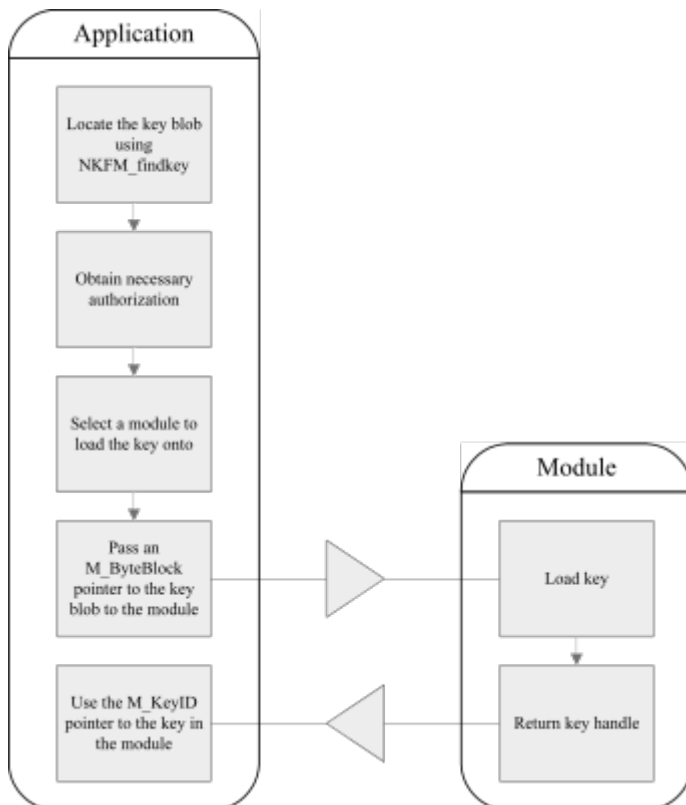 Application
Locate the key blob
using
NKFM_findkey
Obtain necessary
authorization
Select a module to
load the key onto
Pass an
M_ByteBlock
pointer to the key
blob to the module
Use the M_KeyID
pointer to the key in
the module
Module
Load key
Return key handle